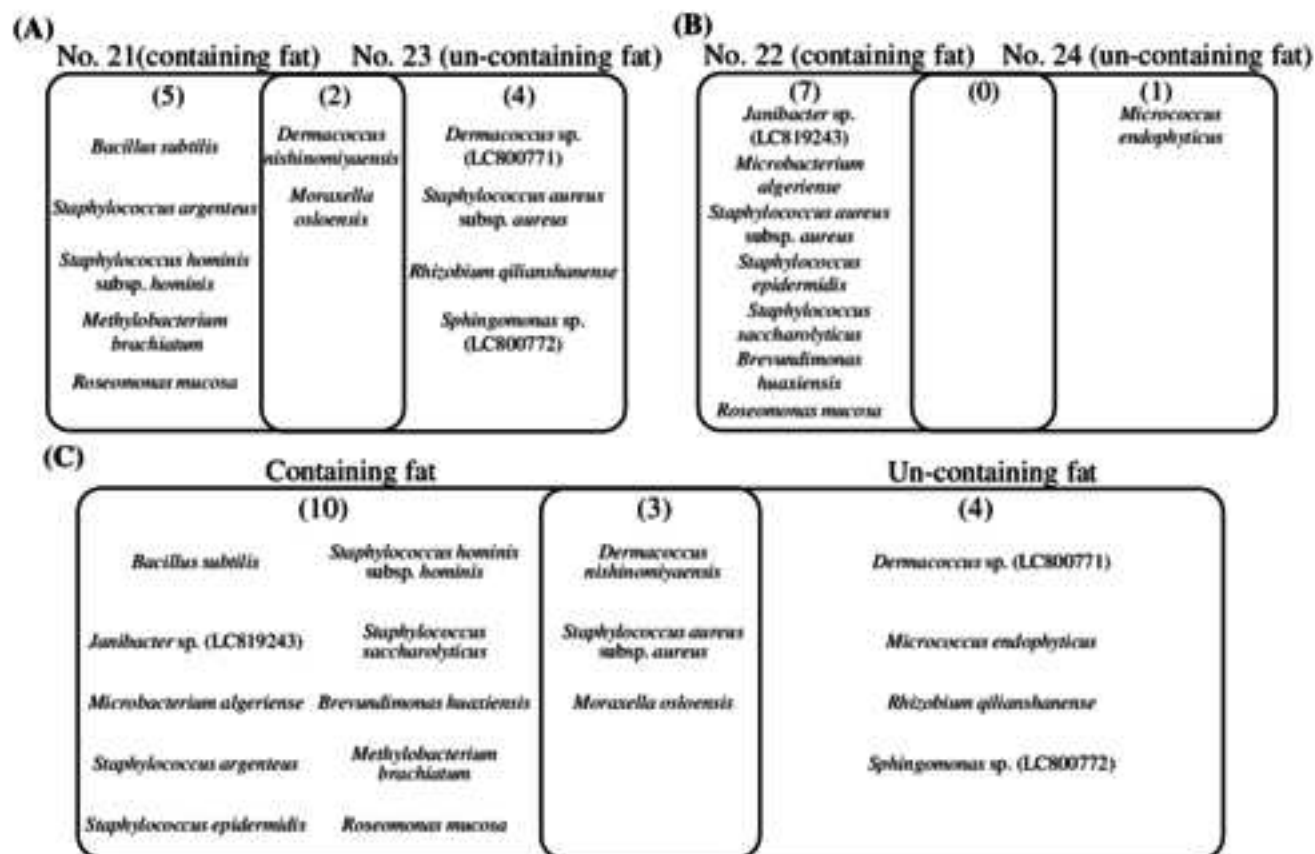 (A)
No. 21(containing fat) No. 23 (un-containing fat)
(5) (2) (4)
Bacillus subtilis
Staphylococcus argenteus
Staphylococcus hominis
subsp. hominis
Methylobacterium
brachiatum
Roseomonas mucosa
Dermacoccus
nishinomiyaensis
Moraxella
osloensis
Dermacoccus sp.
(LC800771)
Staphylococcus aureus
subsp. aureus
Rhizobium qilianshanense
Sphingomonas sp.
(LC800772)
(B)
No. 22 (containing fat) No. 24 (un-containing fat)
(7) (0) (1)
Janibacter sp.
(LC819243)
Microbacterium
algeriense
Staphylococcus aureus
subsp. aureus
Staphylococcus
epidermidis
Staphylococcus
saccharolyticus
Brevundimonas
huaxiensis
Roseomonas mucosa
Micrococcus
endophyticus
(C)
Containing fat Un-containing fat
(10) (3) (4)
Bacillus subtilis
Janibacter sp. (LC819243)
Microbacterium algeriense
Staphylococcus argenteus
Staphylococcus epidermidis
Staphylococcus hominis
subsp. hominis
Staphylococcus
saccharolyticus
Brevundimonas huaxiensis
Methylobacterium
brachiatum
Roseomonas mucosa
Dermacoccus
nishinomiyaensis
Staphylococcus aureus
subsp. aureus
Moraxella osloensis
Dermacoccus sp. (LC800771)
Micrococcus endophyticus
Rhizobium qilianshanense
Sphingomonas sp. (LC800772)